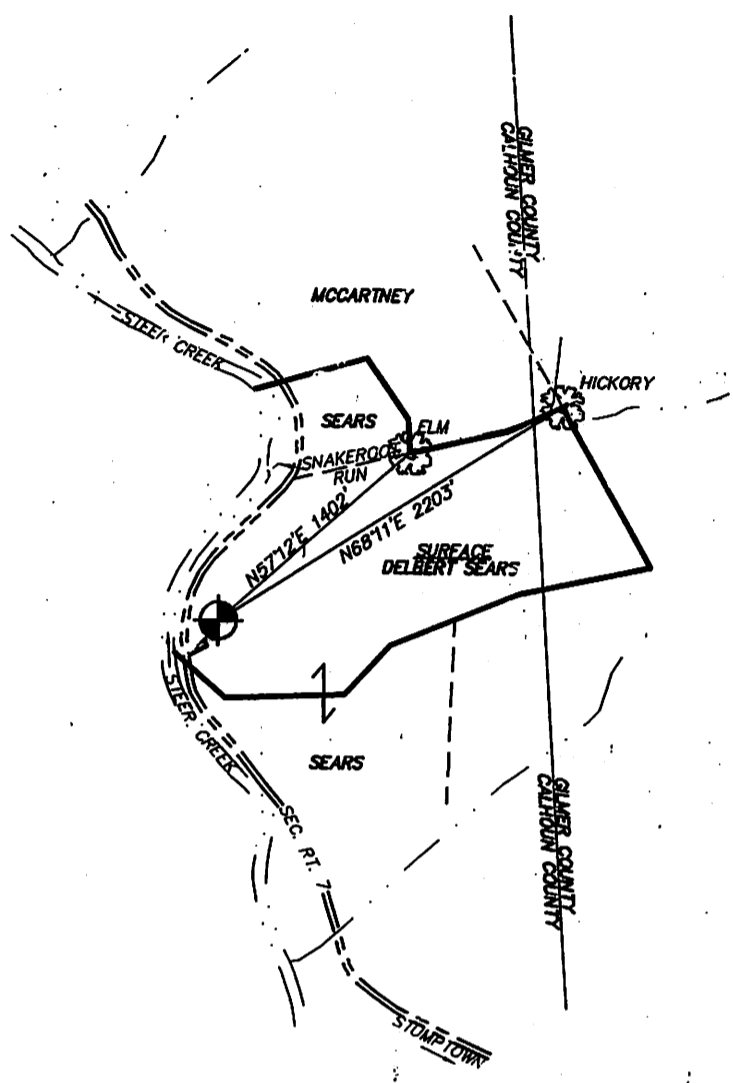 GILMER COUNTY
CALHOUN COUNTY
MCCARTNEY
STEER CREEK
HICKORY
SEARS
ELM
SNAKEROOT
RUN
N57°12'E 1402'
N68°11'E 2203'
SURFACE
DELBERT SEARS
STEER CREEK
SEARS
GILMER COUNTY
CALHOUN COUNTY
SEC. RT. 7
STUMPTOWN